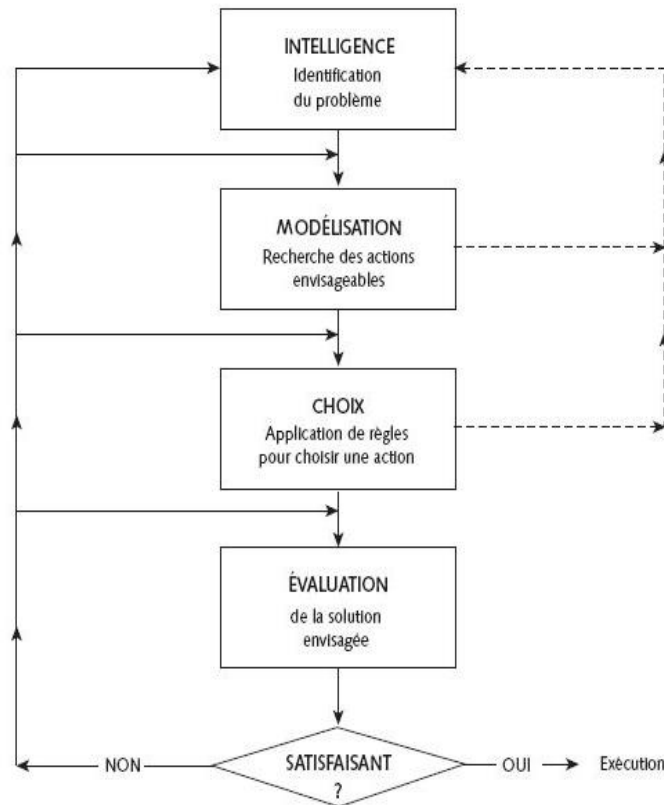 INTELLIGENCE
Identification
du problème
MODÉLISATION
Recherche des actions
envisageables
CHOIX
Application de règles
pour choisir une action
ÉVALUATION
de la solution
envisagée
NON
SATISFAISANT
?
OUI
Exécution